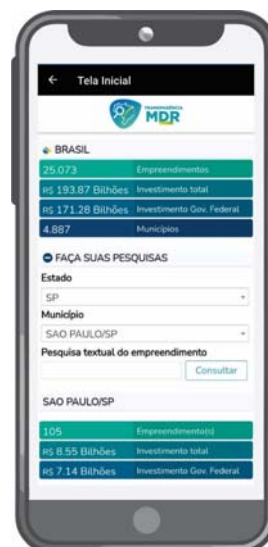 ← Tela Inicial
TRANSPARÊNCIA
MDR
BRASIL
25.073 Empreendimentos
R$ 193.87 Bilhões Investimento total
R$ 171.28 Bilhões Investimento Gov. Federal
4.887 Municípios
FAÇA SUAS PESQUISAS
Estado
SP
Município
SAO PAULO/SP
Pesquisa textual do empreendimento
Consultar
SAO PAULO/SP
105 Empreendimento(s)
R$ 8.55 Bilhões Investimento total
R$ 7.14 Bilhões Investimento Gov. Federal